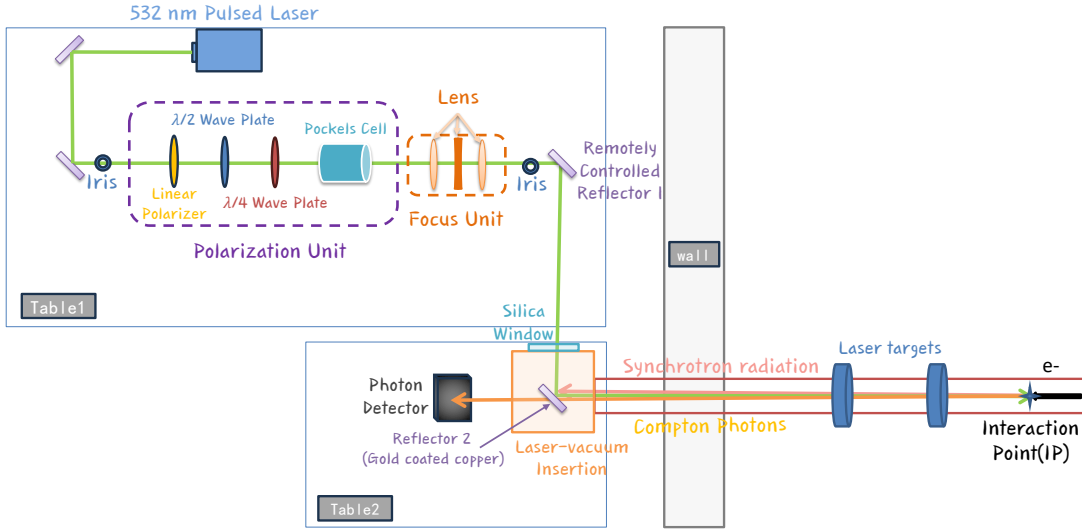 532 nm Pulsed Laser
λ/2 Wave Plate
Pockels Cell
Lens
Iris
Linear
Polarizer
λ/4 Wave Plate
Polarization Unit
Focus Unit
Iris
Remotely
Controlled
Reflector 1
wall
Table1
Silica
Window
Photon
Detector
Synchrotron radiation
Laser targets
e-
Compton Photons
Reflector 2
(Gold coated copper)
Laser-vacuum
Insertion
Interaction
Point(IP)
Table2